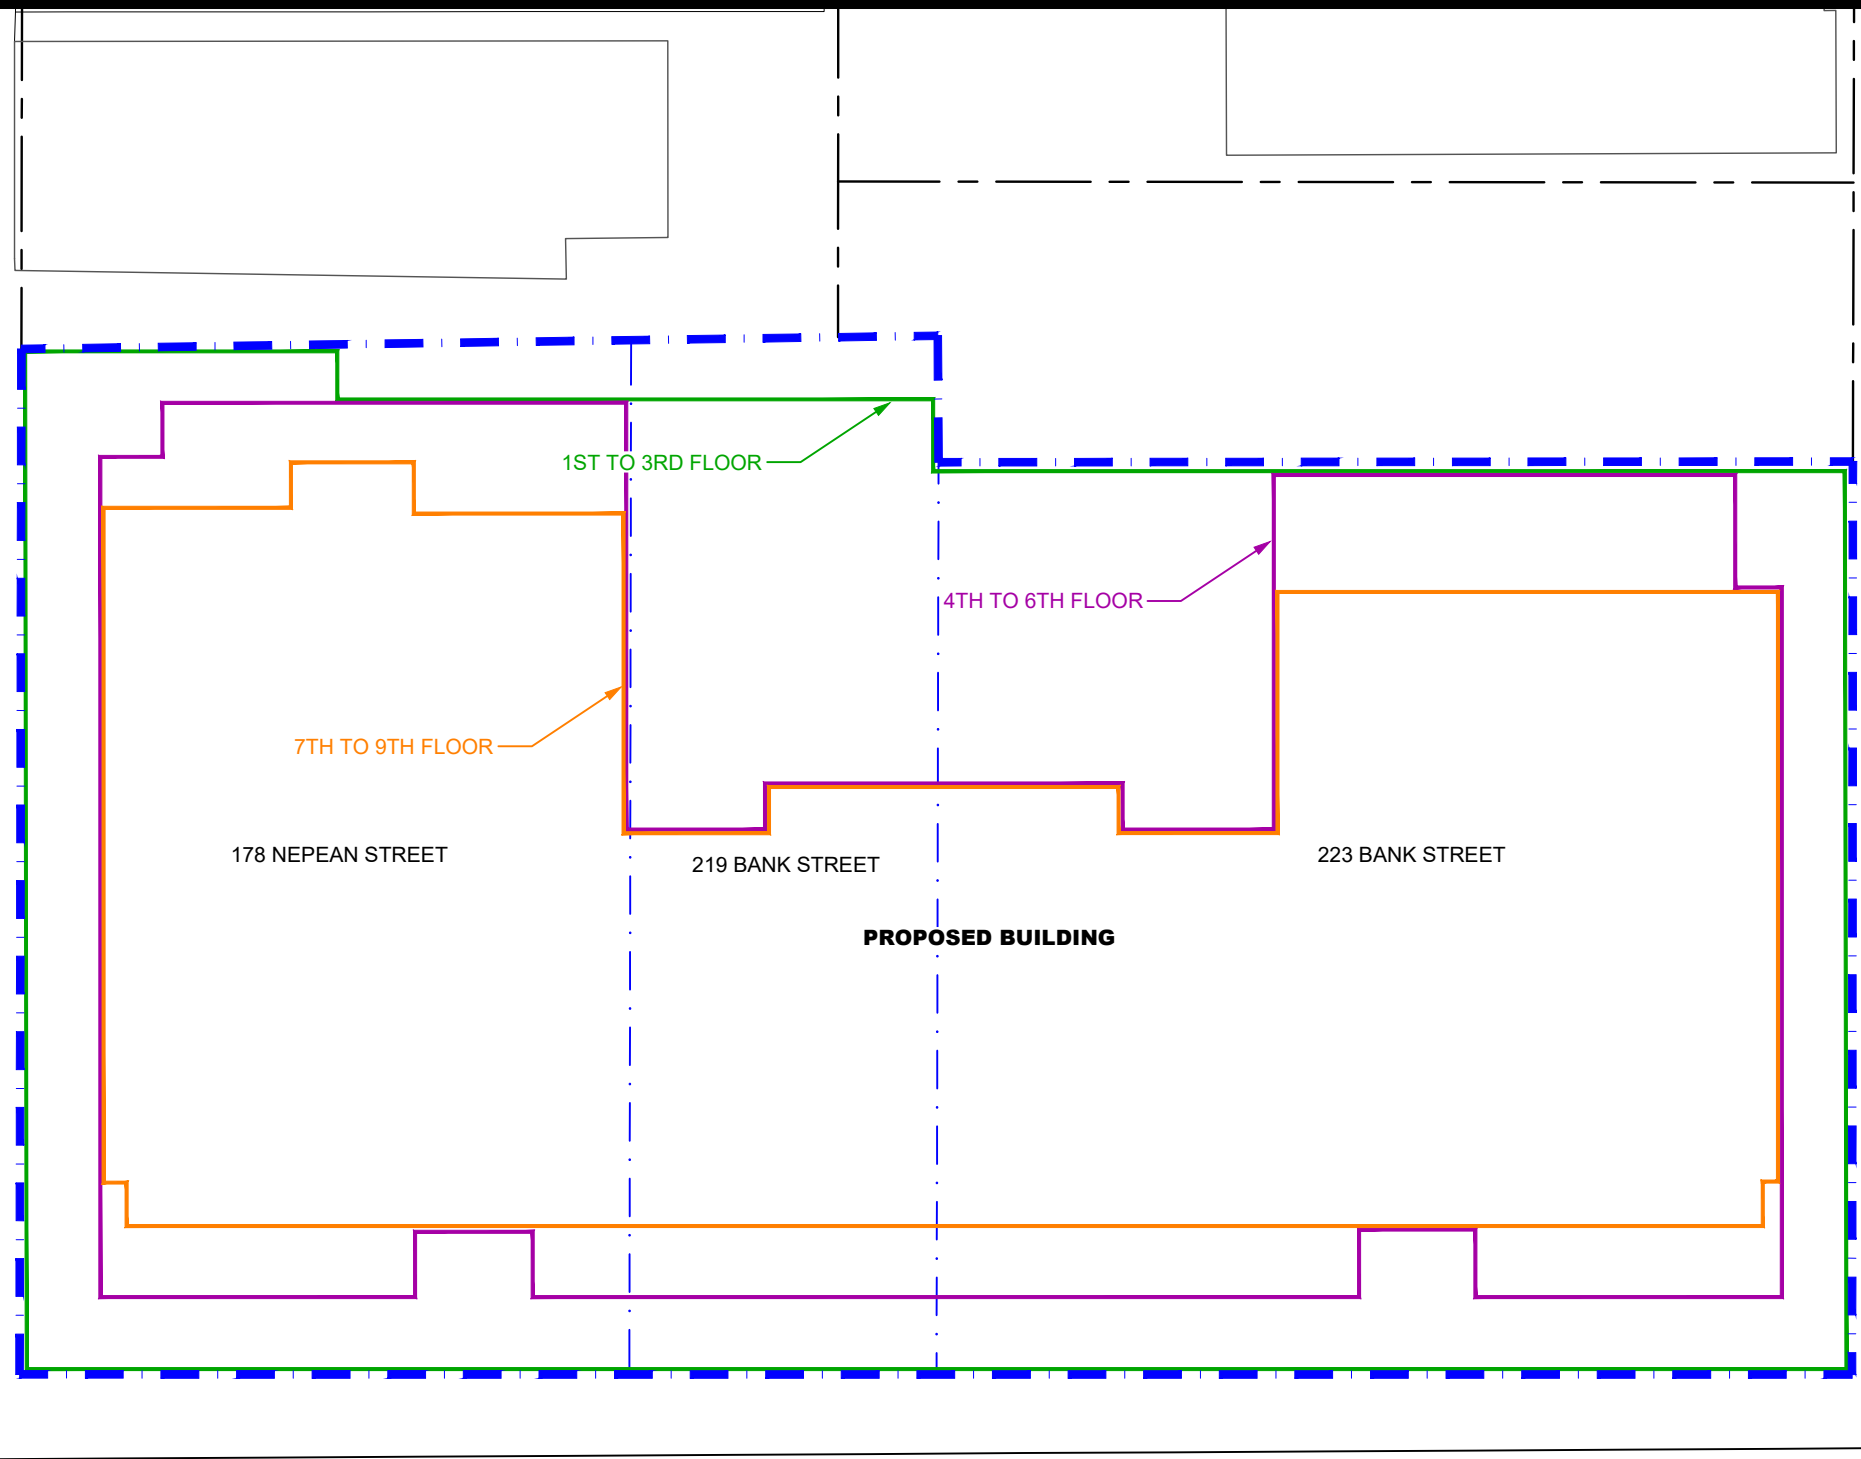 1ST TO 3RD FLOOR
4TH TO 6TH FLOOR
7TH TO 9TH FLOOR
178 NEPEAN STREET
219 BANK STREET
223 BANK STREET
PROPOSED BUILDING